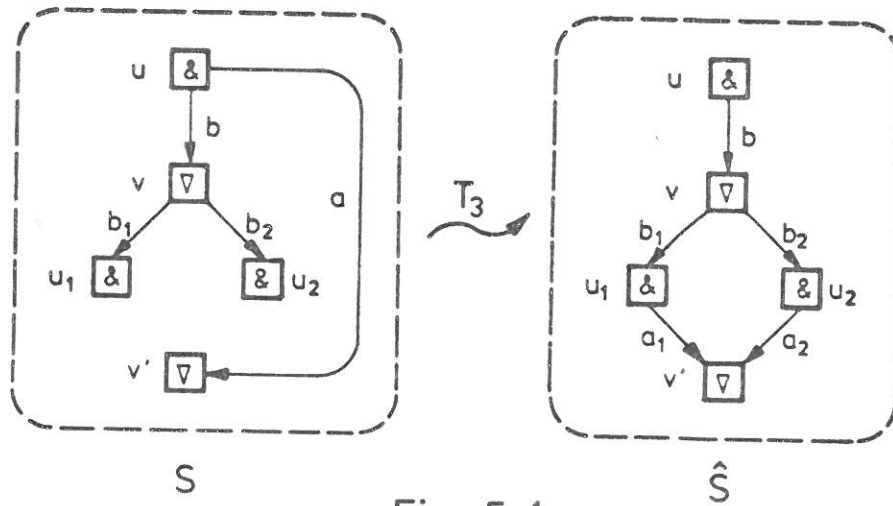 u & u &
b b
v ∇ a T₃ v ∇
b₁ b₂ b₁ b₂
u₁ & & u₂ u₁ & & u₂
a₁ a₂
v' ∇ v' ∇
S Ŝ